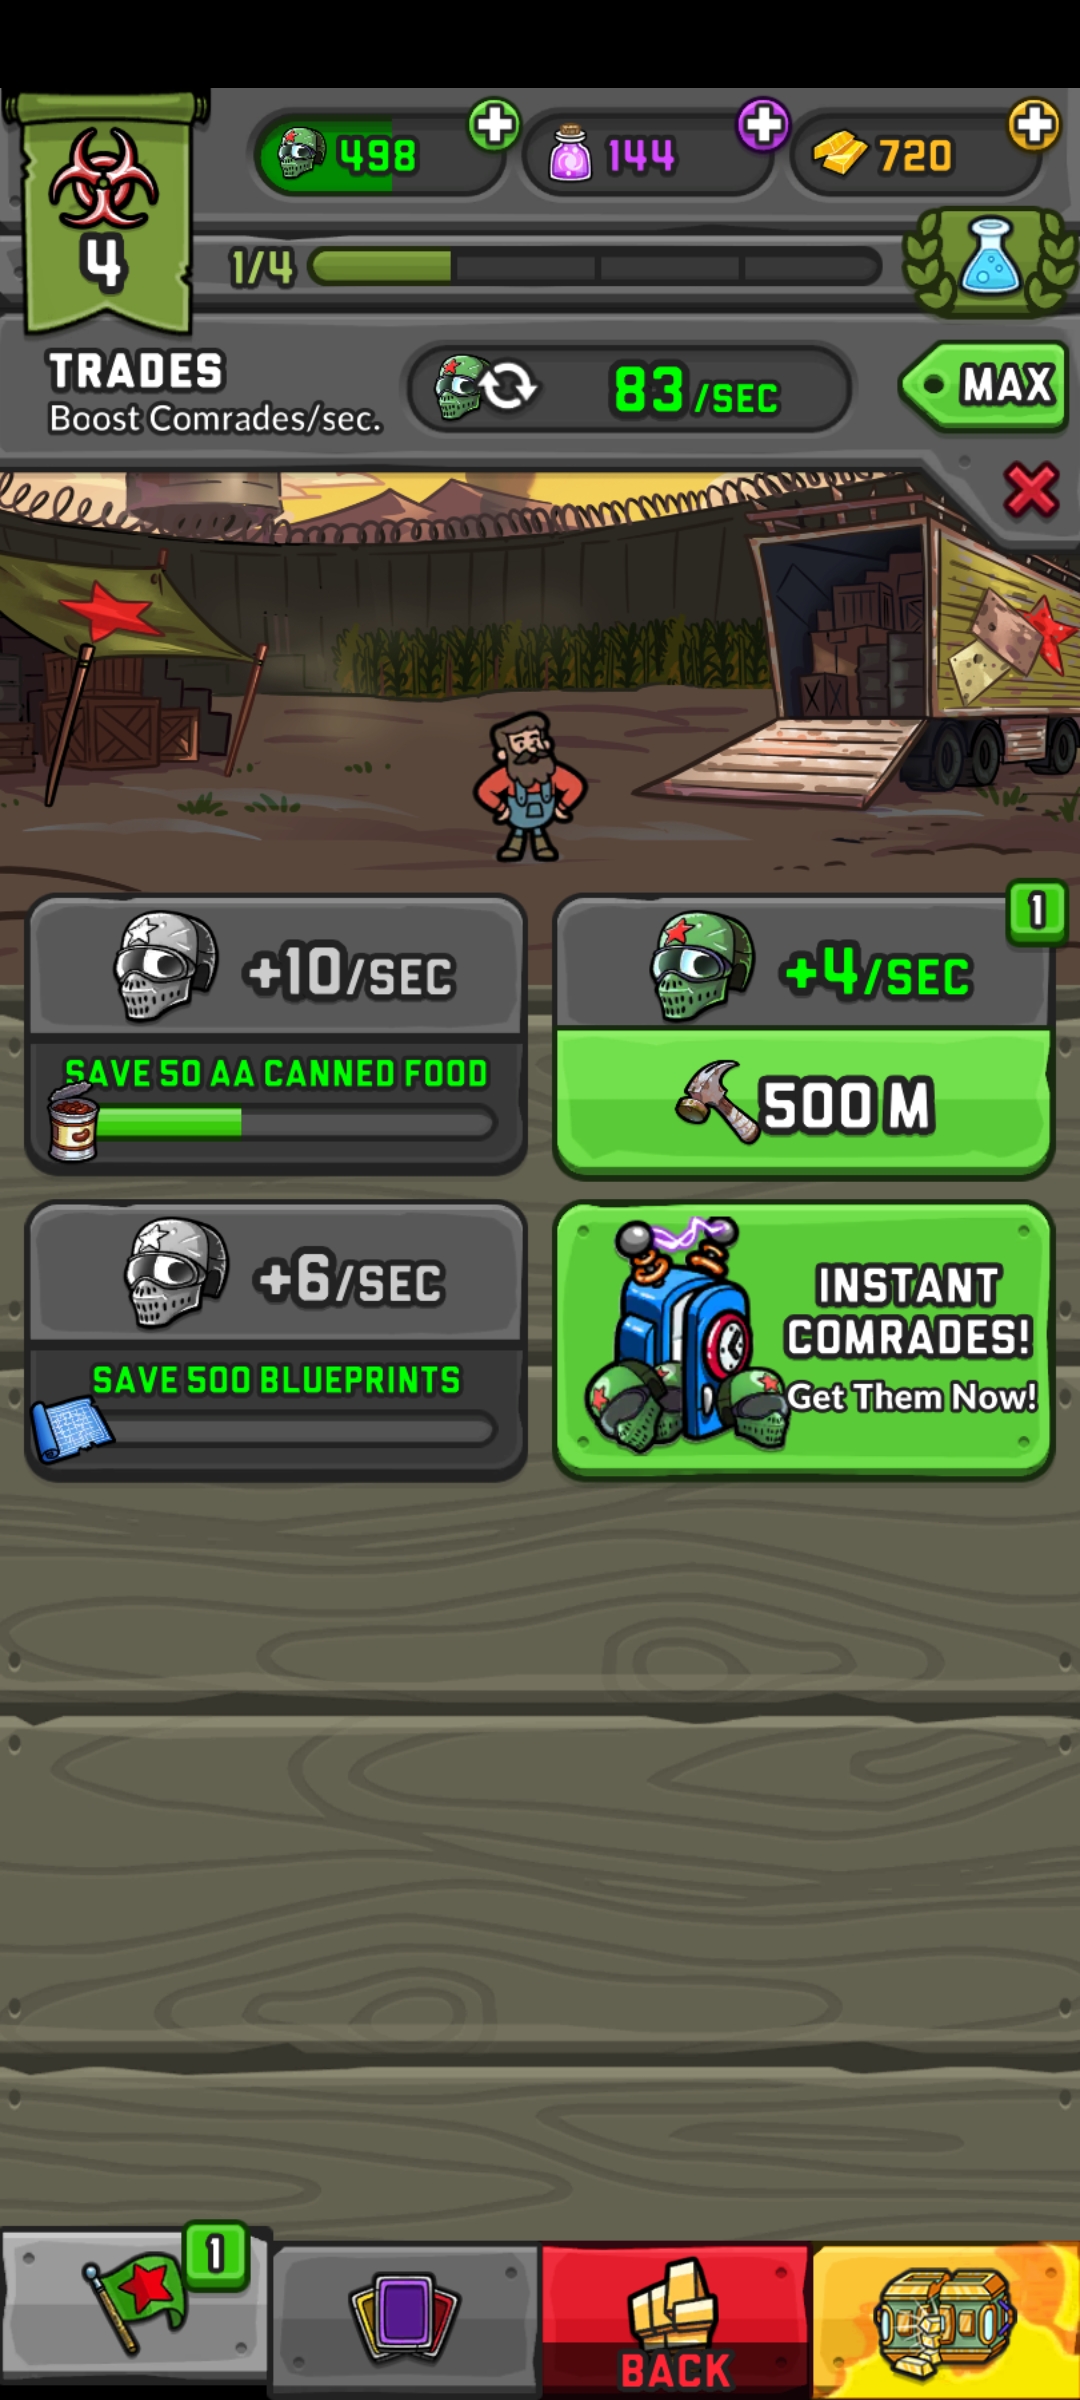 498
144
720
4
1/4
TRADES
Boost Comrades/sec.
83/SEC
MAX
+10/SEC
SAVE 50 AA CANNED FOOD
1
+4/SEC
500 M
+6/SEC
SAVE 500 BLUEPRINTS
INSTANT
COMRADES!
Get Them Now!
1
BACK